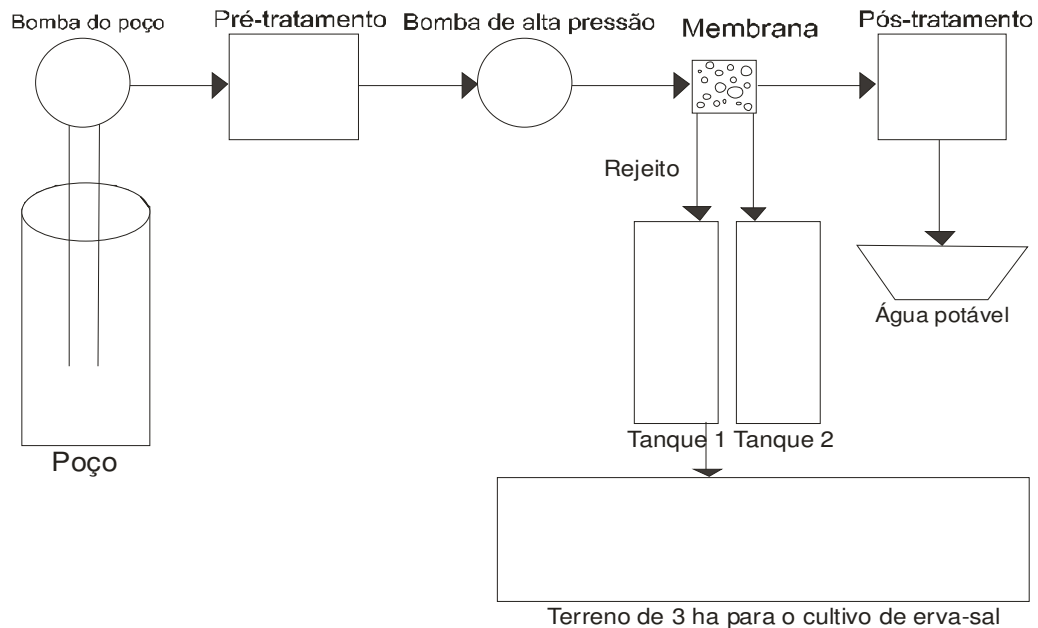 Bomba do poço
Pré-tratamento
Bomba de alta pressão
Membrana
Pós-tratamento
Rejeito
Água potável
Tanque 1
Tanque 2
Poço
Terreno de 3 ha para o cultivo de erva-sal